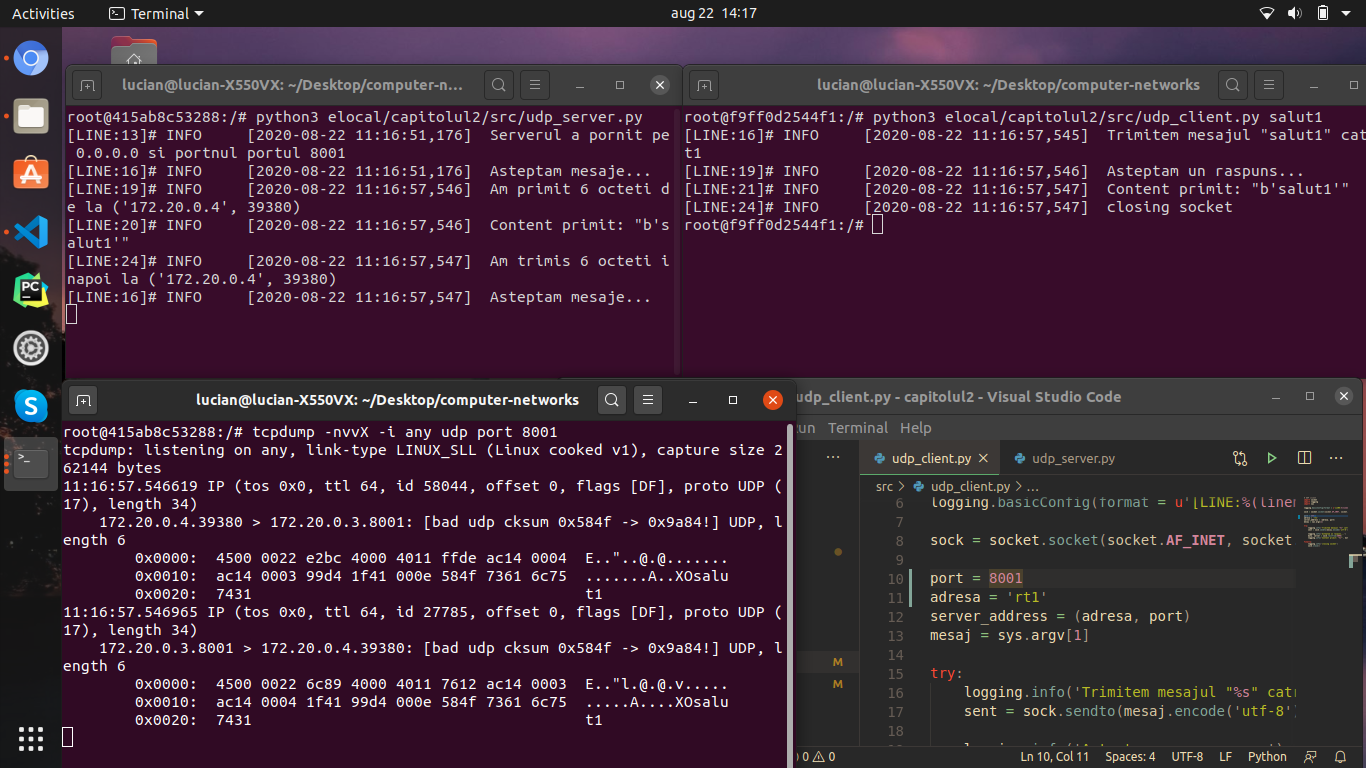 Activities
Terminal
aug 22 14:17
lucian@lucian-X550VX: ~/Desktop/computer-n...
root@415ab8c53288:/# python3 elocal/capitolul2/src/udp_server.py
[LINE:13]# INFO [2020-08-22 11:16:51,176] Serverul a pornit pe
0.0.0.0 si portnul portul 8001
[LINE:16]# INFO [2020-08-22 11:16:51,176] Asteptam mesaje...
[LINE:19]# INFO [2020-08-22 11:16:57,546] Am primit 6 octeti d
e la ('172.20.0.4', 39380)
[LINE:20]# INFO [2020-08-22 11:16:57,546] Content primit: "b's
alut1'"
[LINE:24]# INFO [2020-08-22 11:16:57,547] Am trimis 6 octeti i
napoi la ('172.20.0.4', 39380)
[LINE:16]# INFO [2020-08-22 11:16:57,547] Asteptam mesaje...
lucian@lucian-X550VX: ~/Desktop/computer-networks
root@f9ff0d2544f1:/# python3 elocal/capitolul2/src/udp_client.py salut1
[LINE:16]# INFO [2020-08-22 11:16:57,545] Trimitem mesajul "salut1" cat
t1
[LINE:19]# INFO [2020-08-22 11:16:57,547] Asteptam un raspuns...
[LINE:21]# INFO [2020-08-22 11:16:57,547] Content primit: "b'salut1'"
[LINE:24]# INFO [2020-08-22 11:16:57,547] closing socket
root@f9ff0d2544f1:/#
lucian@lucian-X550VX: ~/Desktop/computer-networks
root@415ab8c53288:/# tcpdump -nvvX -i any udp port 8001
tcpdump: listening on any, link-type LINUX_SLL (Linux cooked v1), capture size 2
62144 bytes
11:16:57.546619 IP (tos 0x0, ttl 64, id 58044, offset 0, flags [DF], proto UDP (
17), length 34)
172.20.0.4.39380 > 172.20.0.3.8001: [bad udp cksum 0x584f -> 0x9a84!] UDP, l
ength 6
0x0000: 4500 0022 e2bc 4000 4011 ffde ac14 0004 E.."..@.@.......
0x0010: ac14 0003 99d4 1f41 000e 584f 7361 6c75 .......A..XOsalu
0x0020: 7431 t1
11:16:57.546965 IP (tos 0x0, ttl 64, id 27785, offset 0, flags [DF], proto UDP (
17), length 34)
172.20.0.3.8001 > 172.20.0.4.39380: [bad udp cksum 0x584f -> 0x9a84!] UDP, l
ength 6
0x0000: 4500 0022 6c89 4000 4011 7612 ac14 0003 E.."l.@.@.v.....
0x0010: ac14 0004 1f41 99d4 000e 584f 7361 6c75 .....A....XOsalu
0x0020: 7431 t1
udp_client.py - capitolul2 - Visual Studio Code
un Terminal Help
udp_client.py
udp_server.py
src > udp_client.py > ...
6 logging.basicConfig(format = u'[LINE:%(linen
7
8 sock = socket.socket(socket.AF_INET, socket
9
10 port = 8001
11 adresa = 'rt1'
12 server_address = (adresa, port)
13 mesaj = sys.argv[1]
14
15 try:
16 logging.info('Trimitem mesajul "%s" catr
17 sent = sock.sendto(mesaj.encode('utf-8')
18
M
M
0 0
Ln 10, Col 11 Spaces: 4 UTF-8 LF Python
PC